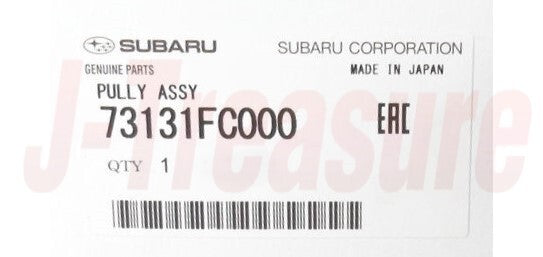 SUBARU SUBARU CORPORATION
GENUINE PARTS MADE IN JAPAN
PULLY ASSY
73131FC000 EAC
QTY 1
J-Treasure